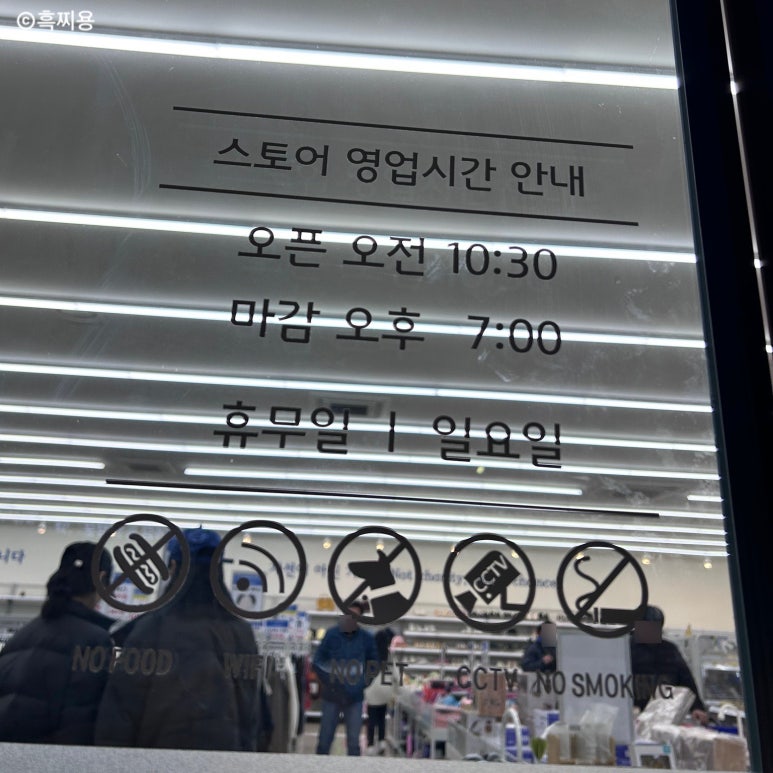 ©흑찌용
스토어 영업시간 안내
오픈 오전 10:30
마감 오후 7:00
휴무일 | 일요일
CCTV
NO FOOD WIFI NO PET CCTV NO SMOKING